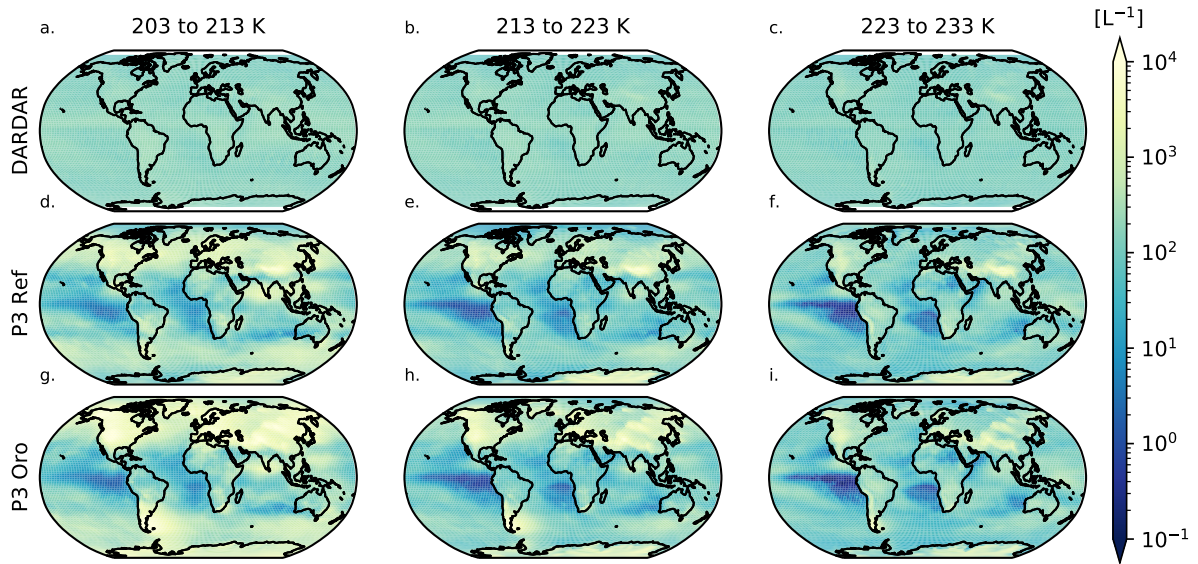 a. 203 to 213 K b. 213 to 223 K c. 223 to 233 K [L⁻¹]
DARDAR
10⁴
10³
d. e. f.
P3 Ref
10²
10¹
g. h. i.
P3 Oro
10⁰
10⁻¹